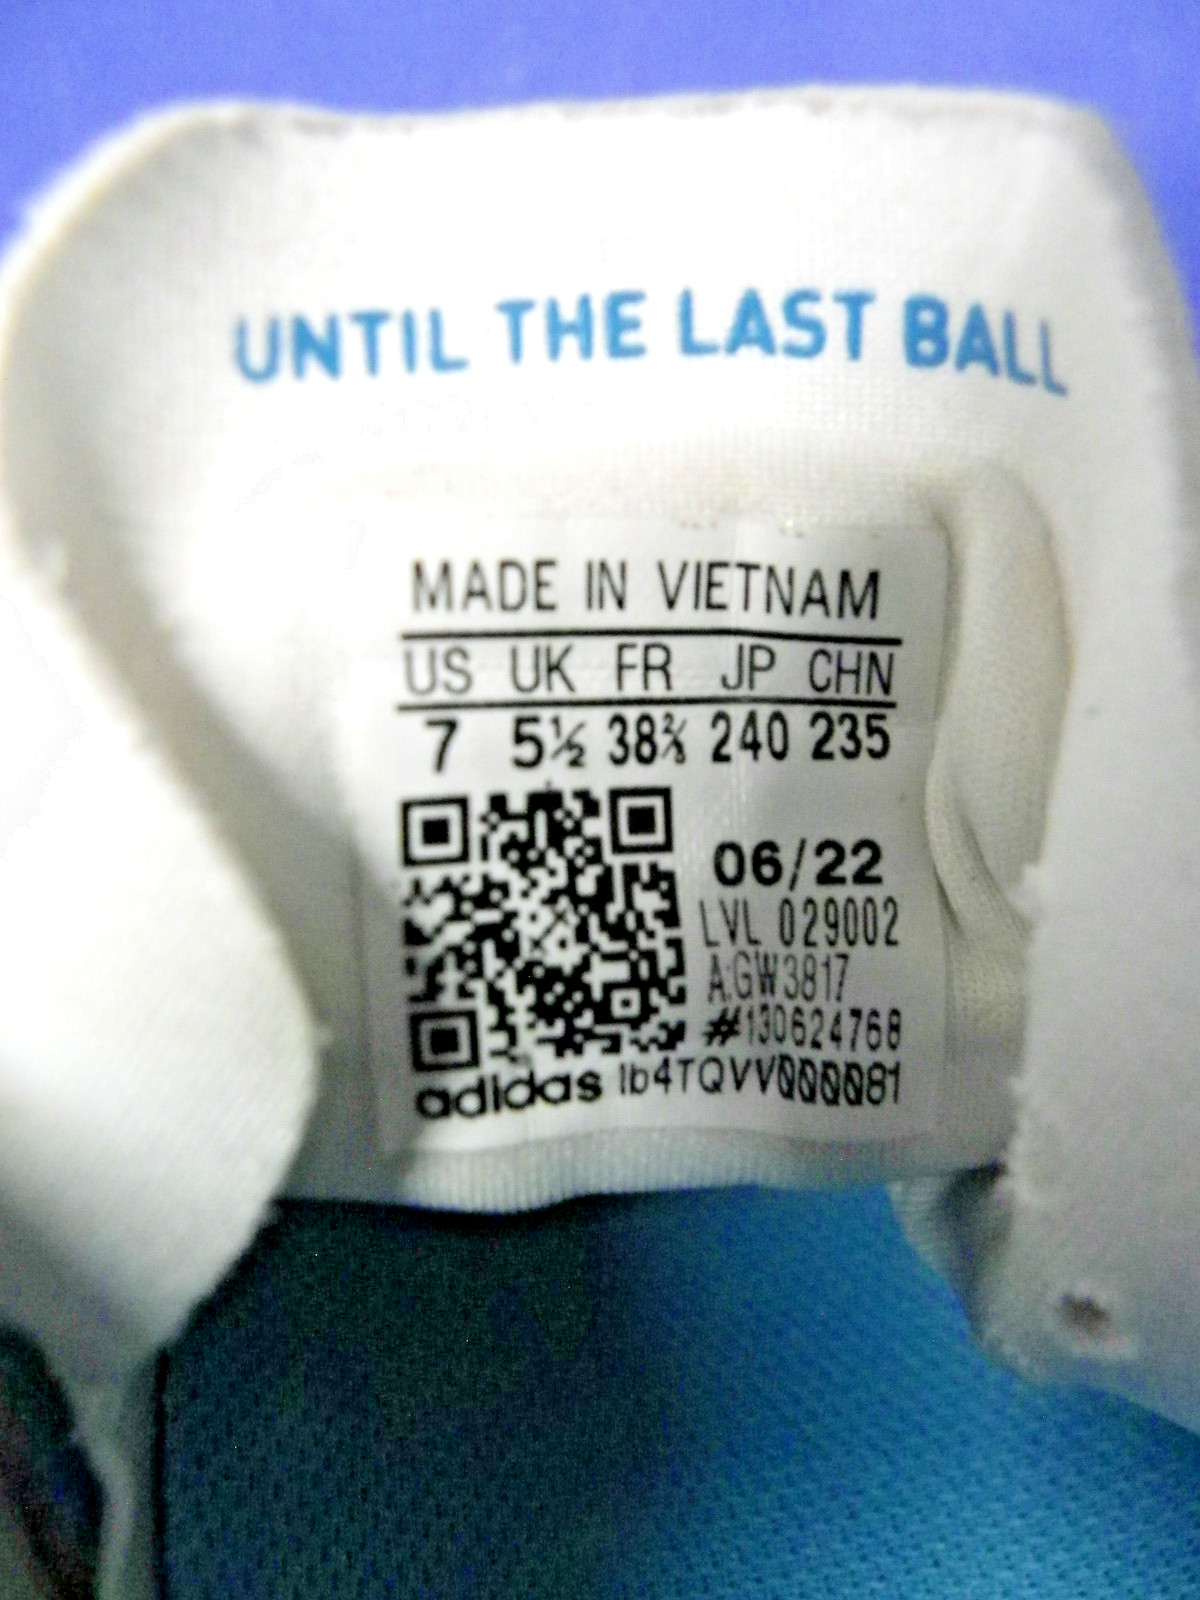 UNTIL THE LAST BALL
MADE IN VIETNAM
US UK FR JP CHN
7 5½ 38⅔ 240 235
06/22
LVL 029002
A:GW3817
#130624768
adidas 1b4TQVV000081